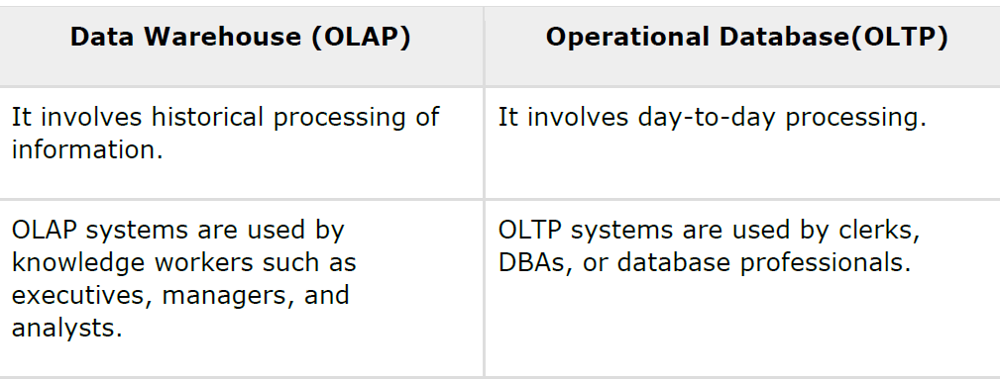 Data Warehouse (OLAP)
Operational Database(OLTP)
It involves historical processing of
information.
It involves day-to-day processing.
OLAP systems are used by
knowledge workers such as
executives, managers, and
analysts.
OLTP systems are used by clerks,
DBAs, or database professionals.